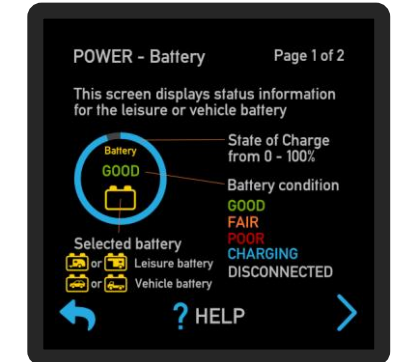 POWER - Battery Page 1 of 2
This screen displays status information
for the leisure or vehicle battery
State of Charge
from 0 - 100%
Battery
GOOD
Battery condition
GOOD
FAIR
POOR
CHARGING
DISCONNECTED
Selected battery
or Leisure battery
or Vehicle battery
? HELP